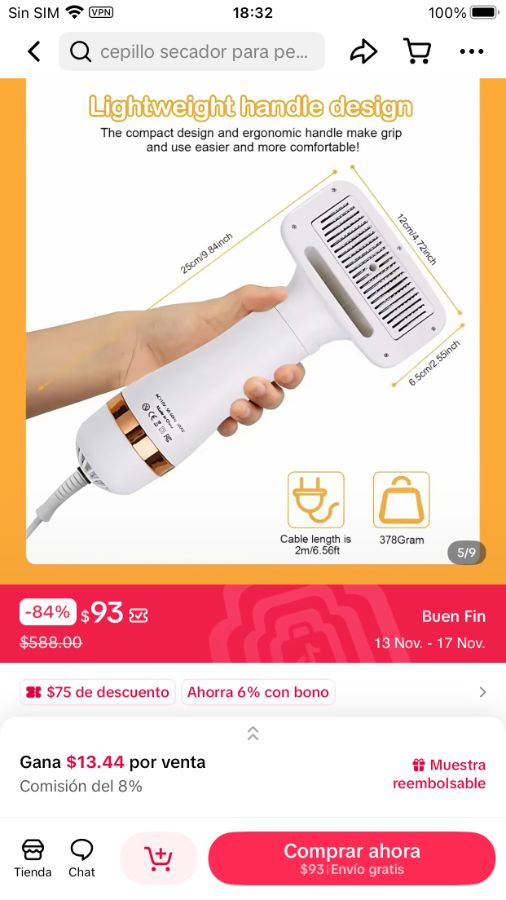 Sin SIM VPN 18:32 100%
cepillo secador para pe...
Lightweight handle design
The compact design and ergonomic handle make grip
and use easier and more comfortable!
25cm/9.84inch
12cm/4.72inch
6.5cm/2.55inch
Cable length is
2m/6.56ft
378Gram
5/9
-84% $93
$588.00
Buen Fin
13 Nov. - 17 Nov.
$75 de descuento
Ahorra 6% con bono
Gana $13.44 por venta
Comisión del 8%
Muestra
reembolsable
Tienda
Chat
Comprar ahora
$93 | Envío gratis